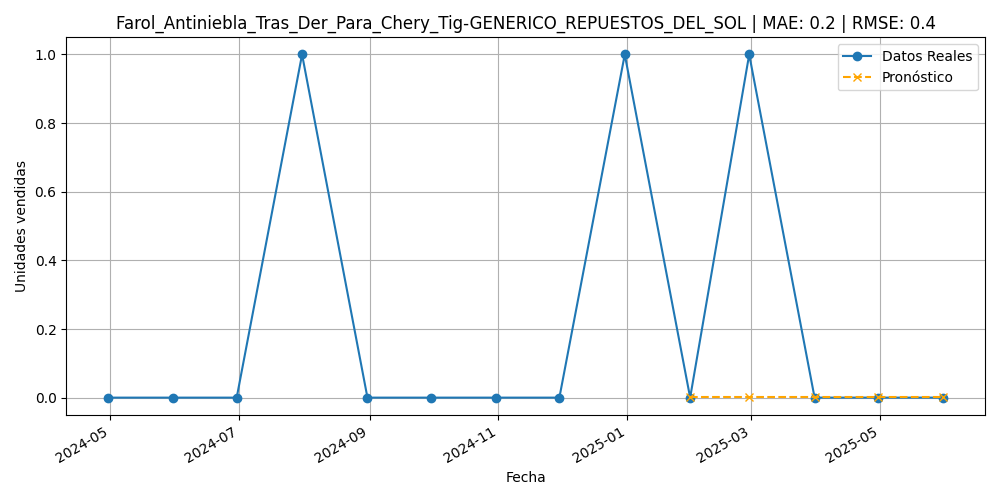 Farol_Antiniebla_Tras_Der_Para_Chery_Tig-GENERICO_REPUESTOS_DEL_SOL | MAE: 0.2 | RMSE: 0.4
Datos Reales
Pronóstico
Unidades vendidas
1.0
0.8
0.6
0.4
0.2
0.0
2024-05
2024-07
2024-09
2024-11
2025-01
2025-03
2025-05
Fecha